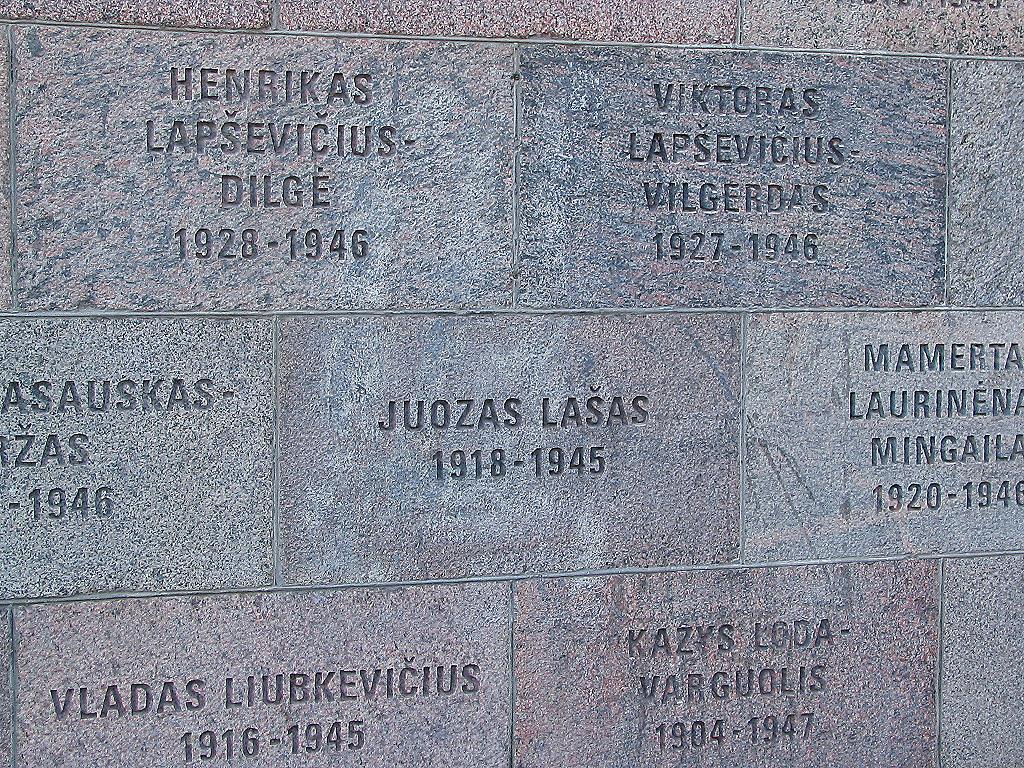 HENRIKAS
LAPŠEVIČIUS-
DILGĖ
1928-1946
VIKTORAS
LAPŠEVIČIUS-
VILGERDAS
1927-1946
ASAUSKAS-
RŽAS
-1946
JUOZAS LAŠAS
1918-1945
MAMERTA
LAURINĖNA
MINGAILA
1920-1946
VLADAS LIUBKEVIČIUS
1916-1945
KAZYS LODA-
VARGUOLIS
1904-1947